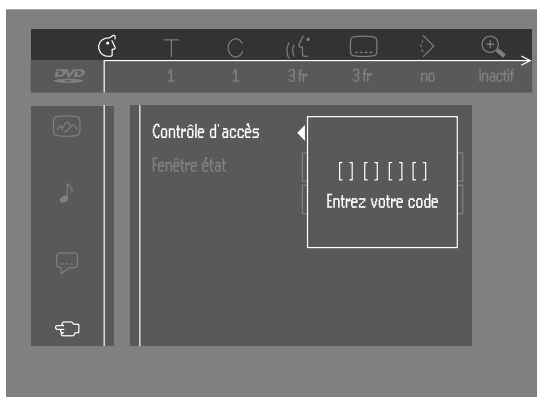 T C
DVD 1 1 3 fr 3 fr no inactif
Contrôle d'accès
Fenêtre état
[ ] [ ] [ ] [ ]
Entrez votre code